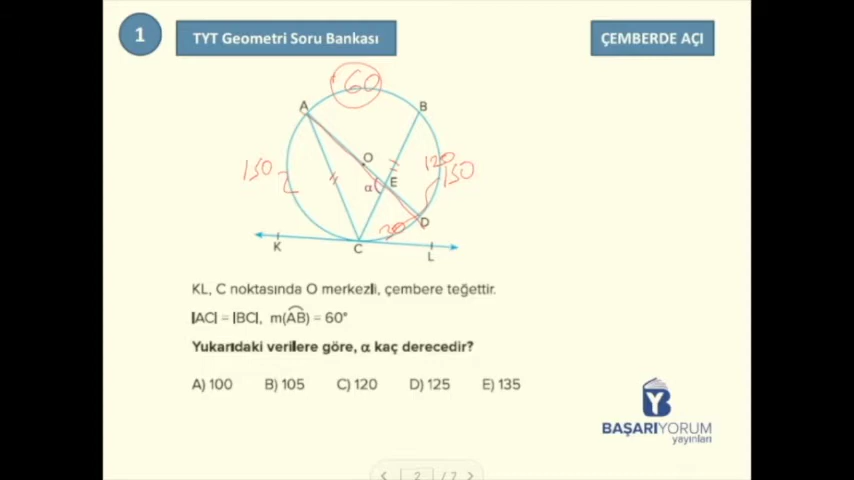 1
TYT Geometri Soru Bankası
ÇEMBERDE AÇI
60
A
B
150
O
120
150
E
α
D
30
K
C
L
KL, C noktasında O merkezli, çembere teğettir.
|AC| = |BC|, m(AB) = 60°
Yukarıdaki verilere göre, α kaç derecedir?
A) 100 B) 105 C) 120 D) 125 E) 135
BAŞARIYORUM
yayınları
2 / 7